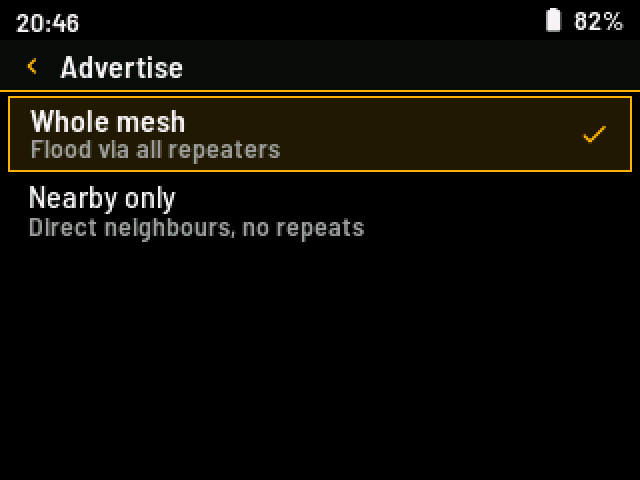 20:46 82%
Advertise
Whole mesh
Flood via all repeaters
Nearby only
Direct neighbours, no repeats